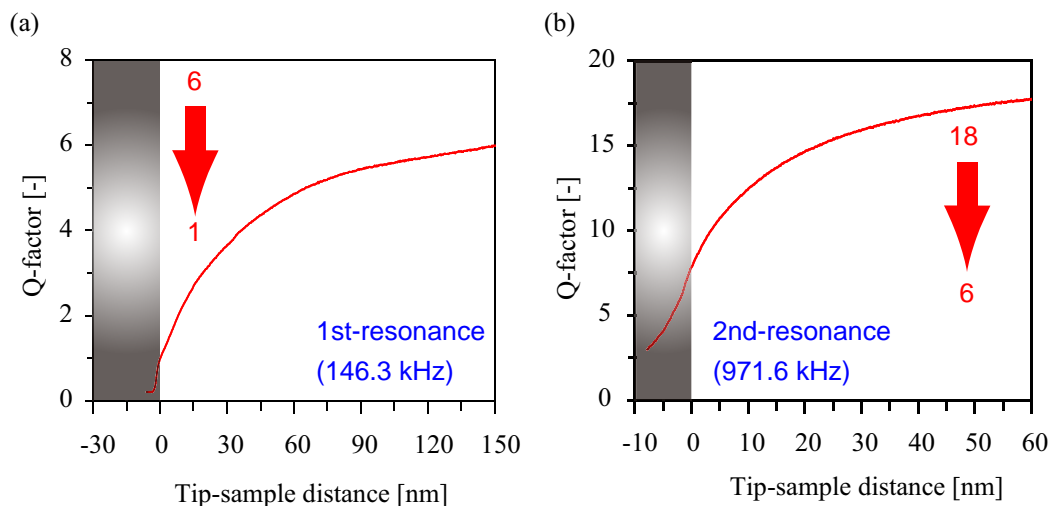 (a)
8
6
4
2
0
Q-factor [-]
6
1
1st-resonance
(146.3 kHz)
-30
0
30
60
90
120
150
Tip-sample distance [nm]
(b)
20
15
10
5
0
Q-factor [-]
18
6
2nd-resonance
(971.6 kHz)
-10
0
10
20
30
40
50
60
Tip-sample distance [nm]